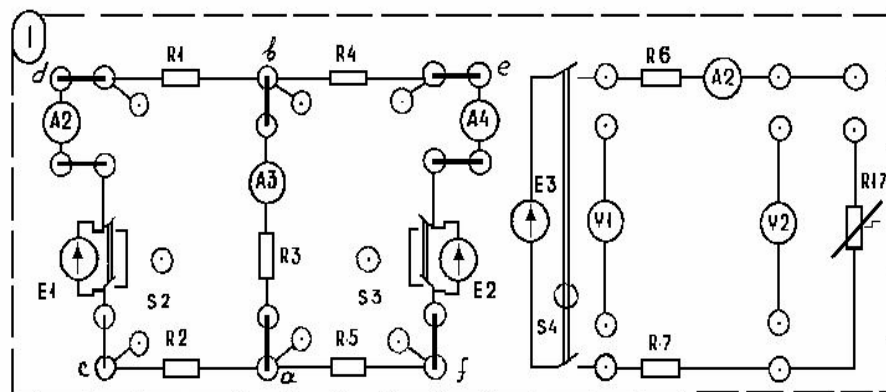 1
d R1 b R4 e R6 A2
A2 A4
A3 E3 R17
V1 V2
R3
E1 S2 S3 E2
S4
c R2 a R5 f R7